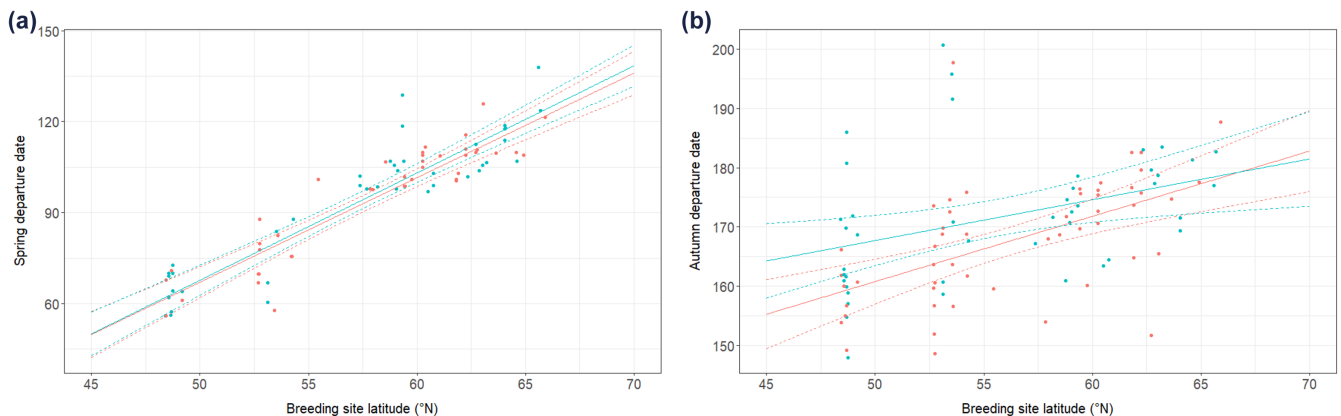 (a)
150
120
90
60
Spring departure date
45 50 55 60 65 70
Breeding site latitude (°N)
(b)
200
190
180
170
160
150
Autumn departure date
45 50 55 60 65 70
Breeding site latitude (°N)